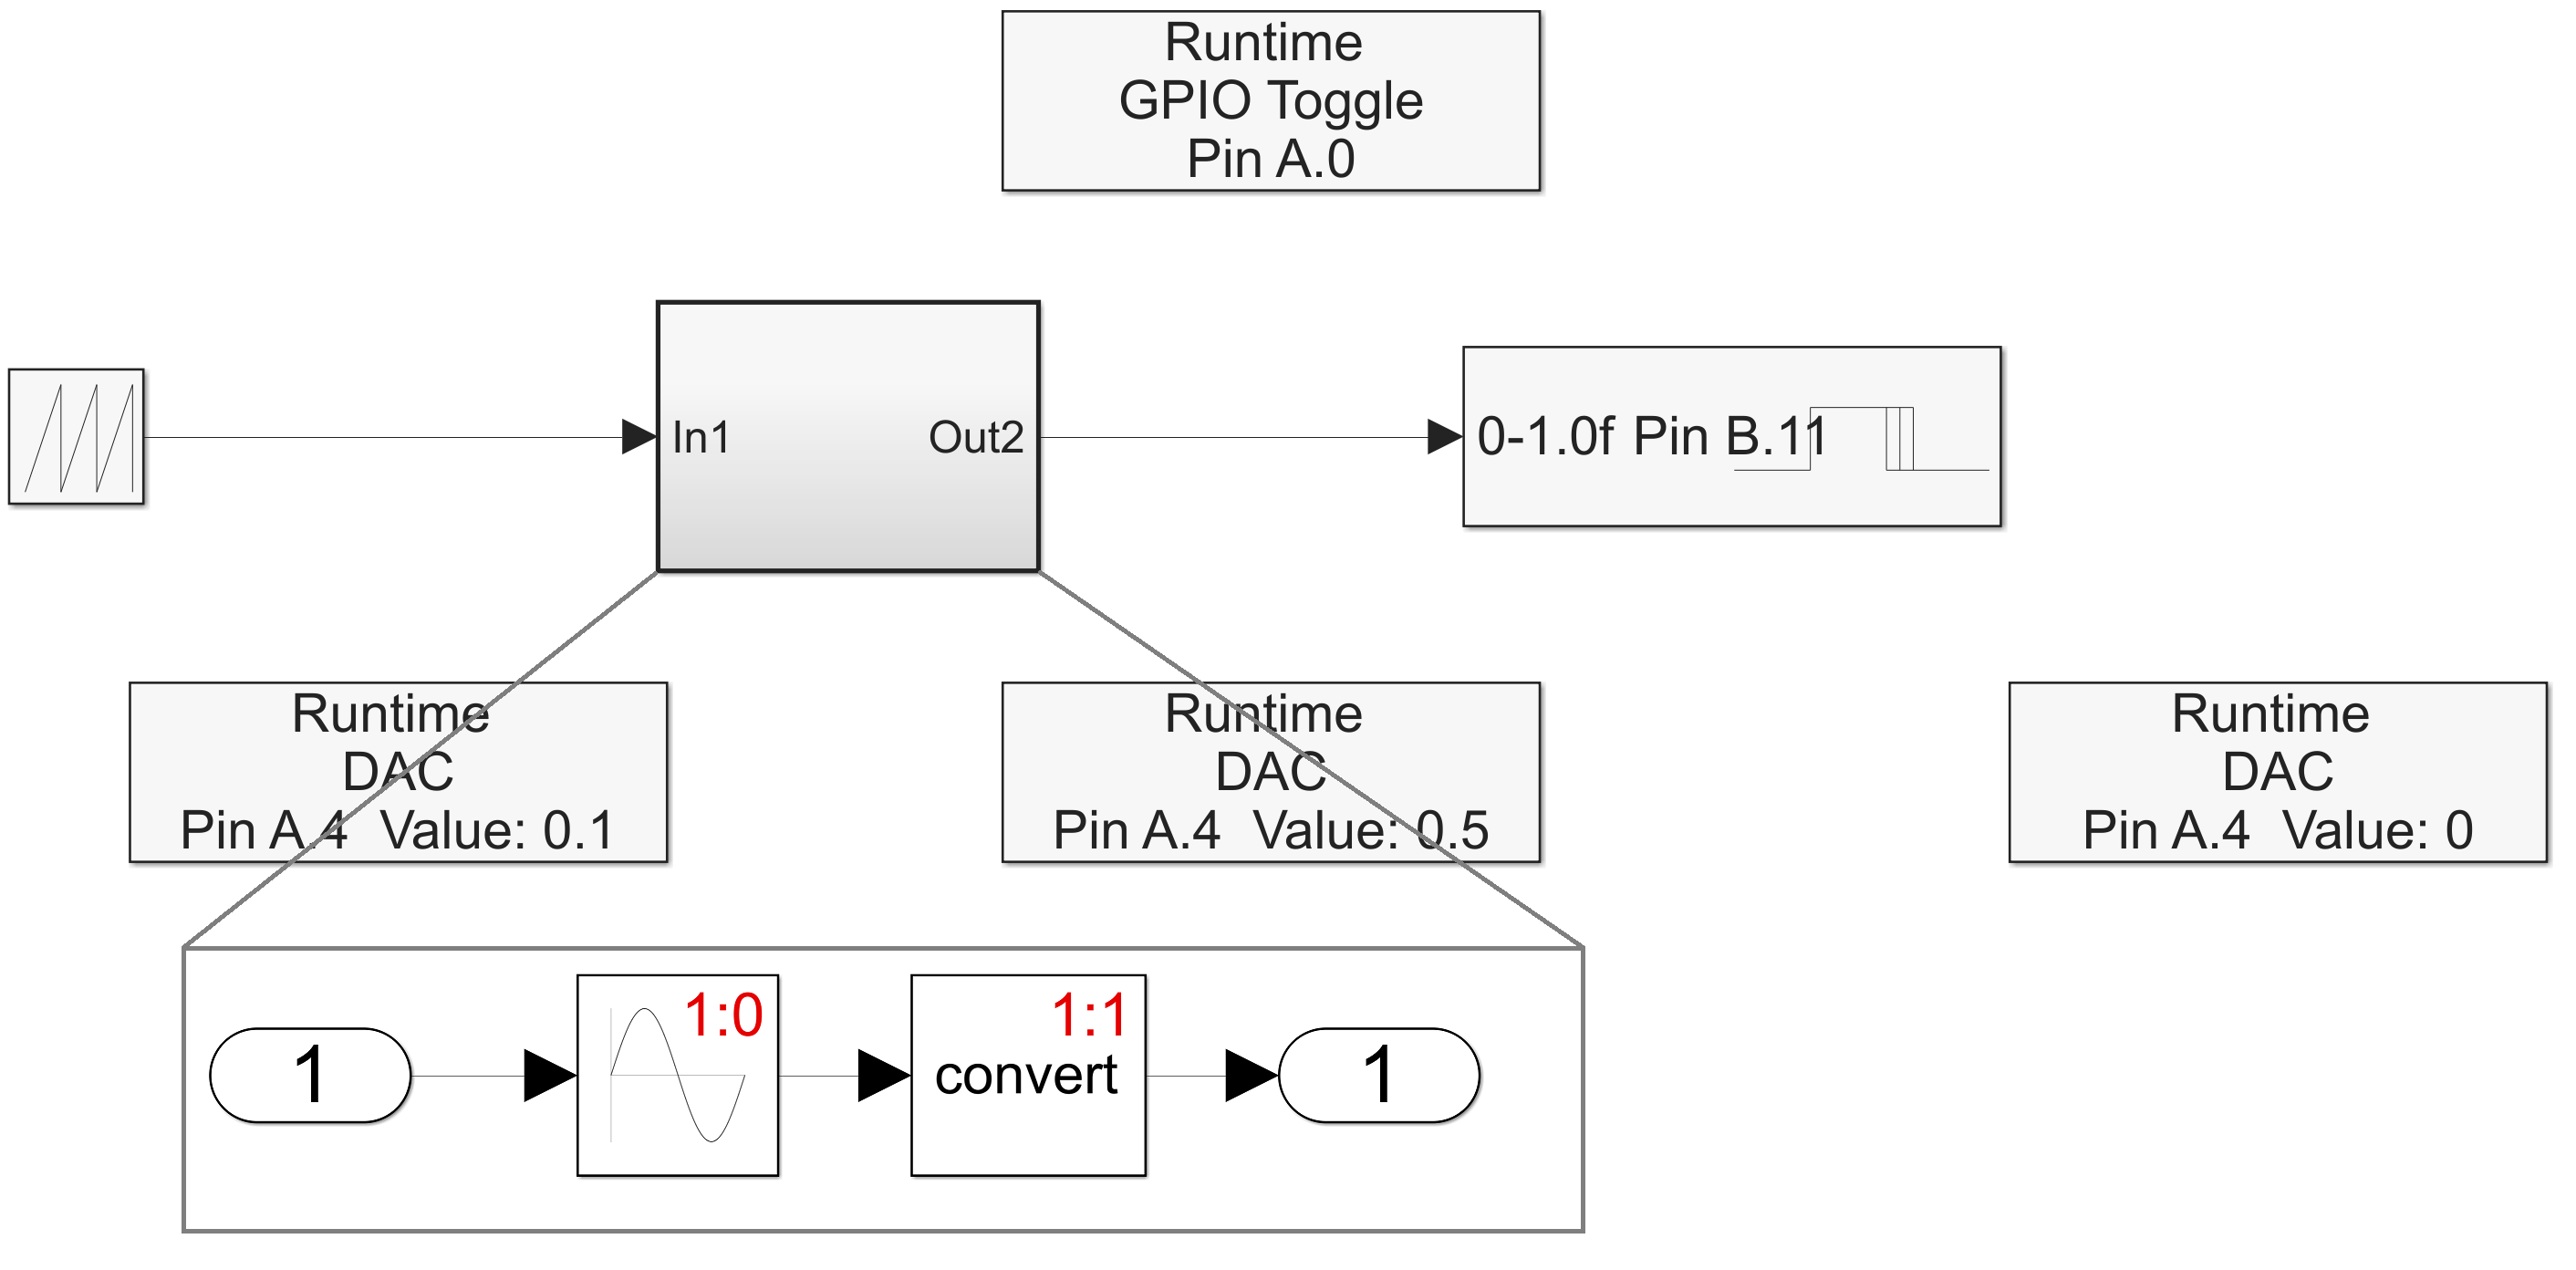 Runtime
GPIO Toggle
Pin A.0
In1
Out2
0-1.0f Pin B.11
Runtime
DAC
Pin A.4 Value: 0.1
Runtime
DAC
Pin A.4 Value: 0.5
Runtime
DAC
Pin A.4 Value: 0
1
1:0
1:1
convert
1